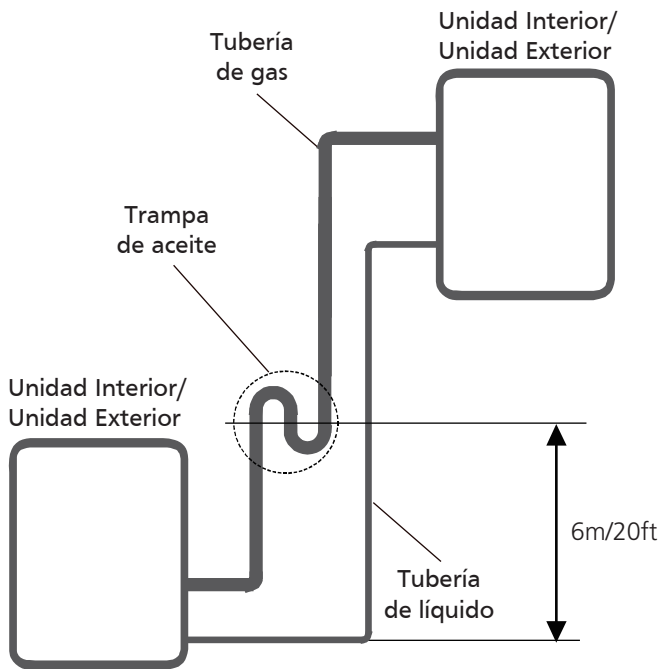 Unidad Interior/
Unidad Exterior
Tubería
de gas
Trampa
de aceite
Unidad Interior/
Unidad Exterior
6m/20ft
Tubería
de líquido